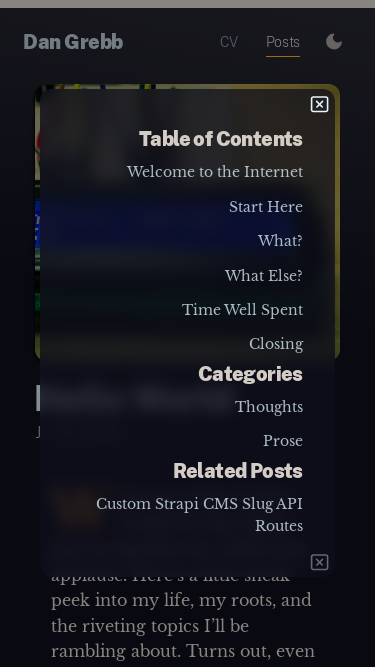 Dan Grebb
CV
Posts
Table of Contents
Welcome to the Internet
Start Here
What?
What Else?
Time Well Spent
Closing
Categories
Thoughts
Prose
Related Posts
Custom Strapi CMS Slug API
Routes
applause. Here's a little sneak
peek into my life, my roots, and
the riveting topics I’ll be
rambling about. Turns out, even